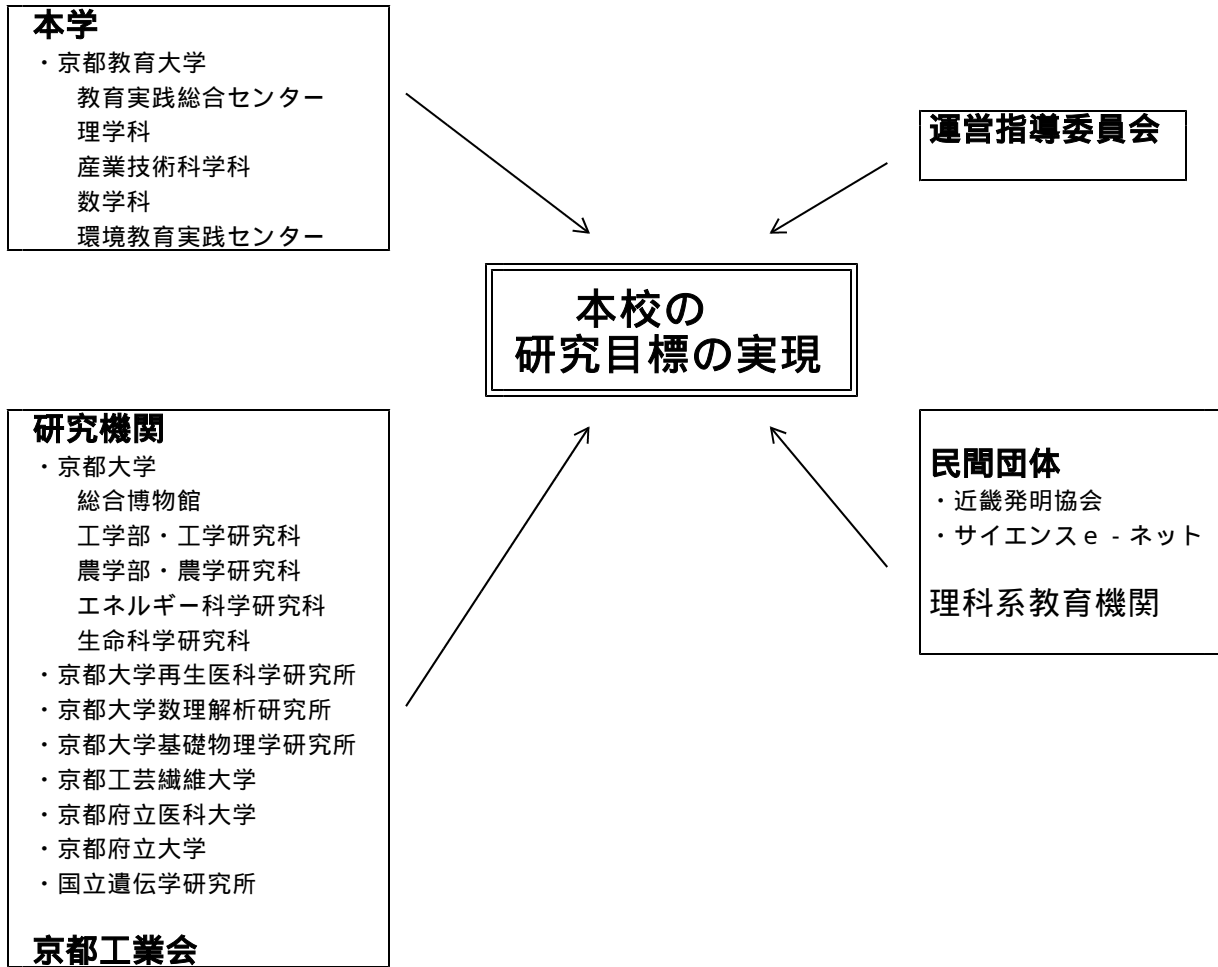 本学
・京都教育大学
教育実践総合センター
理学科
産業技術科学科
数学科
環境教育実践センター
運営指導委員会
本校の
研究目標の実現
研究機関
・京都大学
総合博物館
工学部・工学研究科
農学部・農学研究科
エネルギー科学研究科
生命科学研究科
・京都大学再生医科学研究所
・京都大学数理解析研究所
・京都大学基礎物理学研究所
・京都工芸繊維大学
・京都府立医科大学
・京都府立大学
・国立遺伝学研究所
京都工業会
民間団体
・近畿発明協会
・サイエンスe-ネット
理科系教育機関